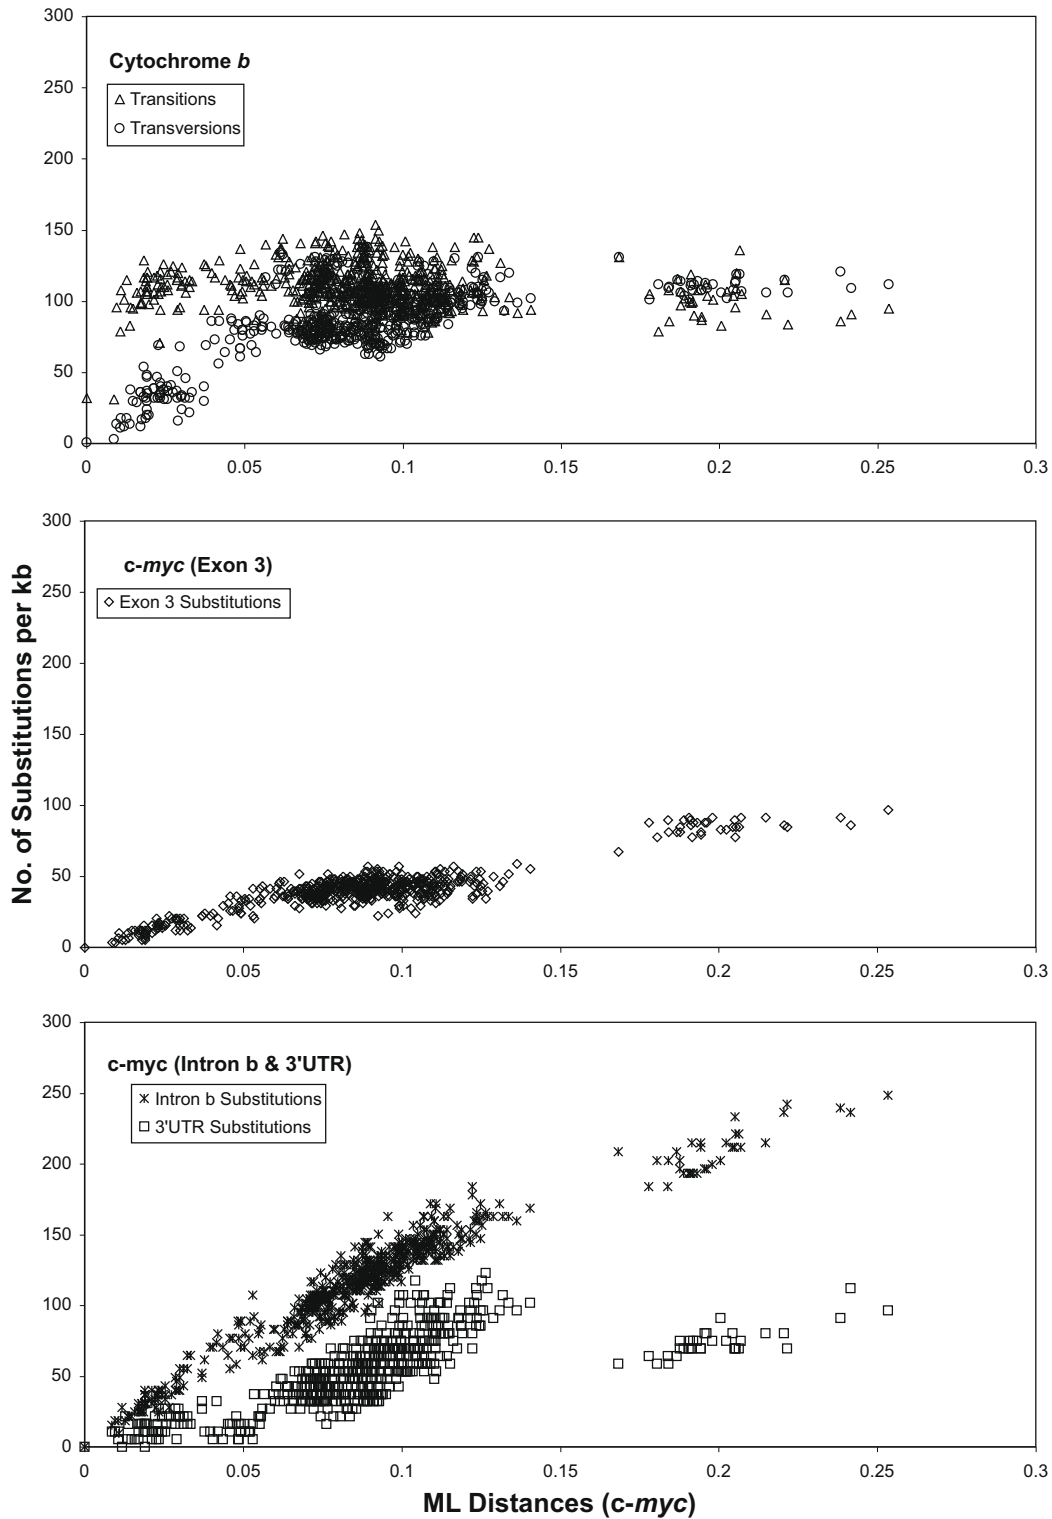 No. of Substitutions per kb
300
250
200
150
100
50
0
Cytochrome b
Transitions
Transversions
0 0.05 0.1 0.15 0.2 0.25 0.3
300
250
200
150
100
50
0
c-myc (Exon 3)
Exon 3 Substitutions
0 0.05 0.1 0.15 0.2 0.25 0.3
300
250
200
150
100
50
0
c-myc (Intron b & 3'UTR)
Intron b Substitutions
3'UTR Substitutions
0 0.05 0.1 0.15 0.2 0.25 0.3
ML Distances (c-myc)